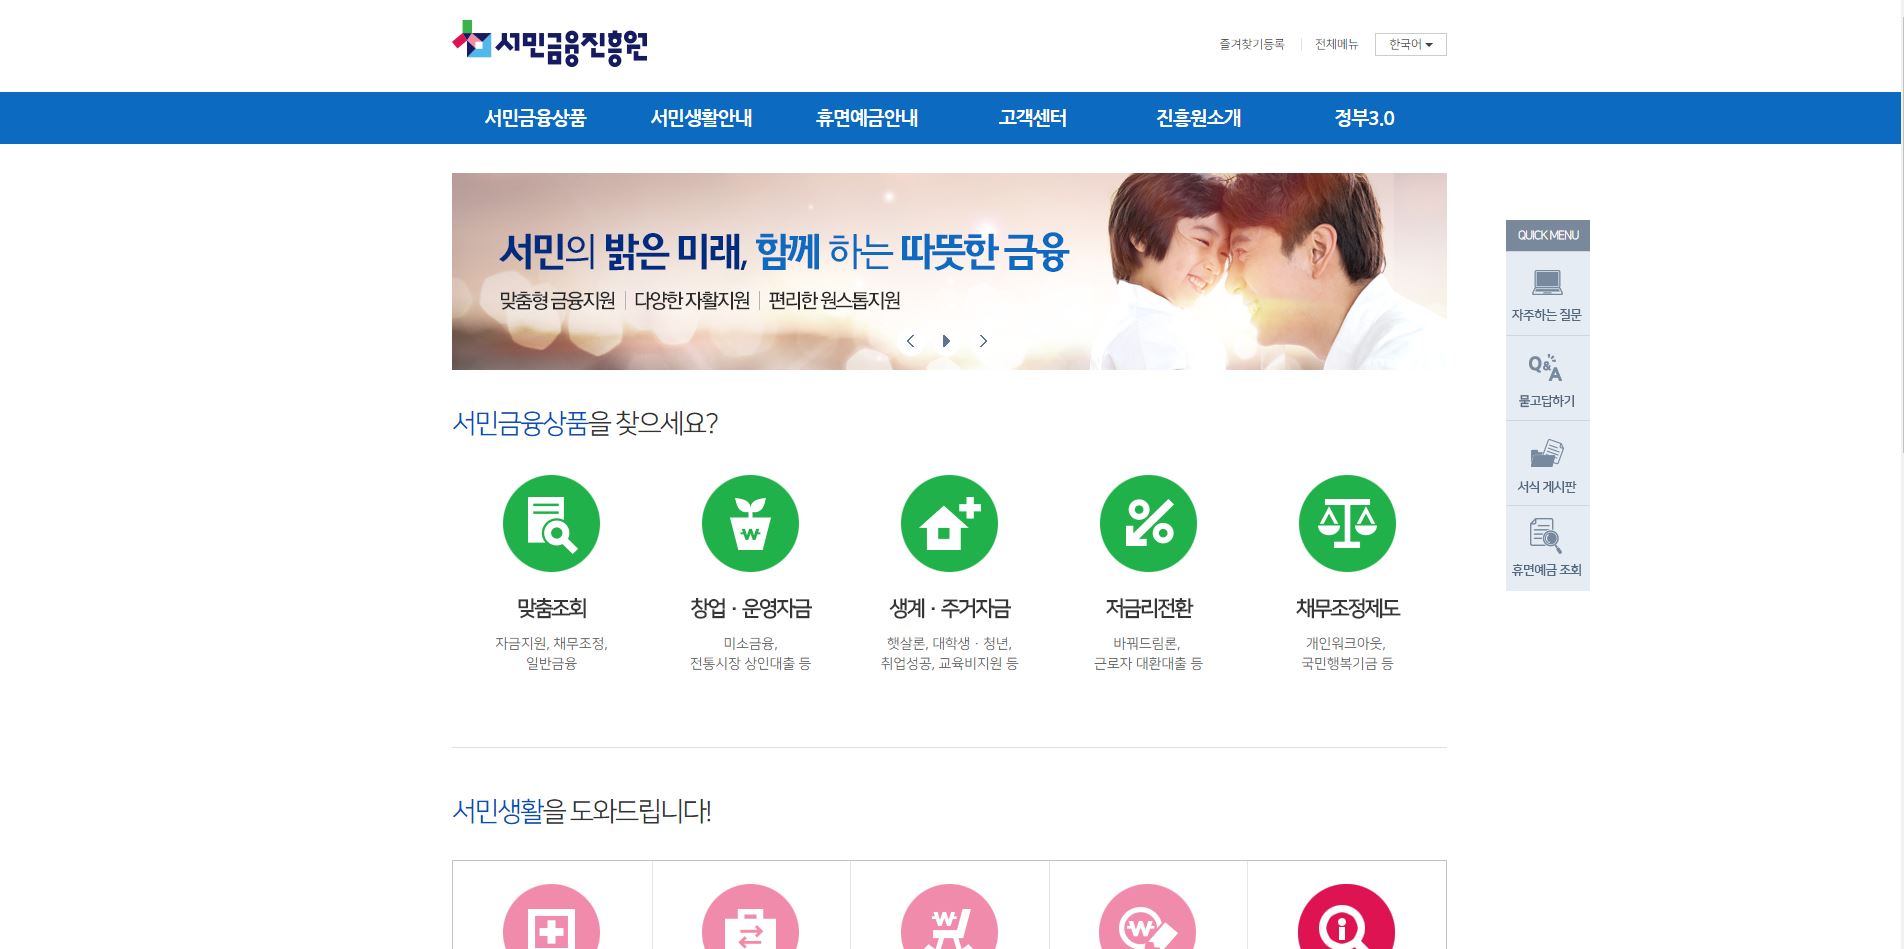 서민금융진흥원
즐겨찾기등록 전체메뉴 한국어
서민금융상품 서민생활안내 휴면예금안내 고객센터 진흥원소개 정부3.0
서민의 밝은 미래, 함께 하는 따뜻한 금융
맞춤형 금융지원 다양한 자활지원 편리한 원스톱지원
QUICK MENU
자주하는 질문
Q&A
묻고답하기
서식 게시판
휴면예금 조회
서민금융상품을 찾으세요?
맞춤조회
자금지원, 채무조정,
일반금융
창업 · 운영자금
미소금융,
전통시장 상인대출 등
생계 · 주거자금
햇살론, 대학생 · 청년,
취업성공, 교육비지원 등
저금리전환
바꿔드림론,
근로자 대환대출 등
채무조정제도
개인워크아웃,
국민행복기금 등
서민생활을 도와드립니다!